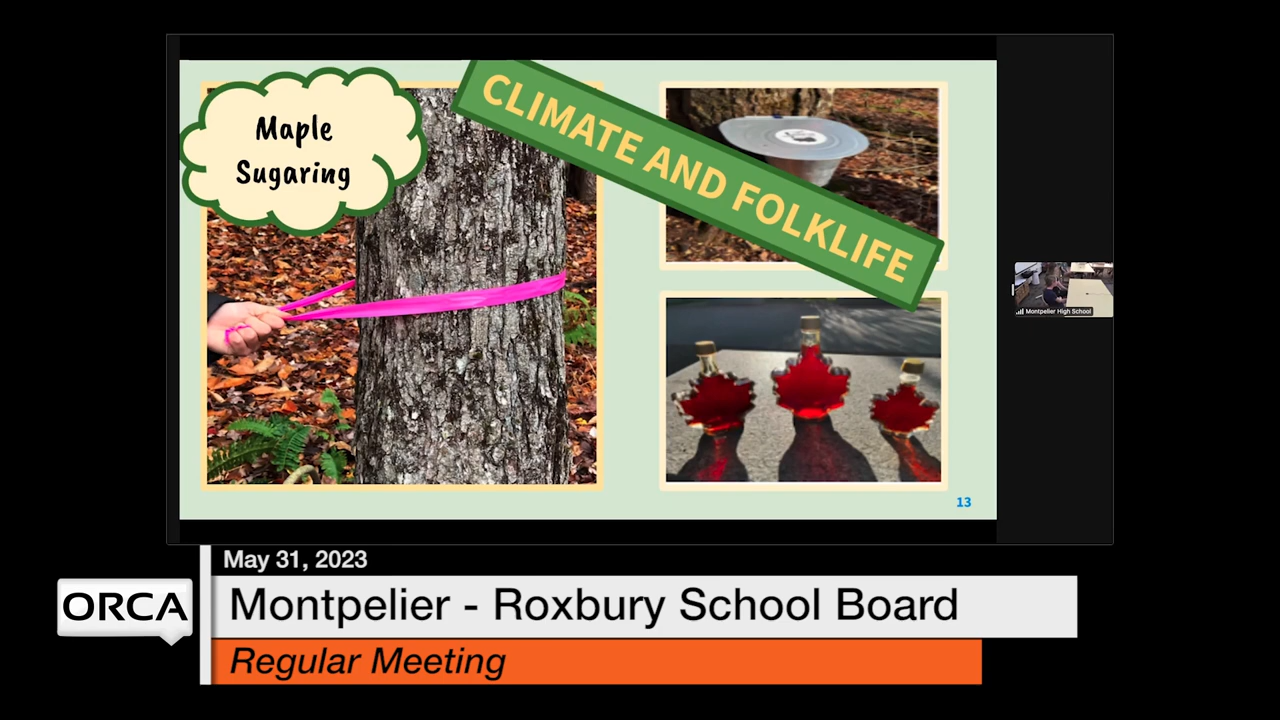 Maple
Sugaring
CLIMATE AND FOLKLIFE
13
Montpelier High School
May 31, 2023
ORCA
Montpelier - Roxbury School Board
Regular Meeting